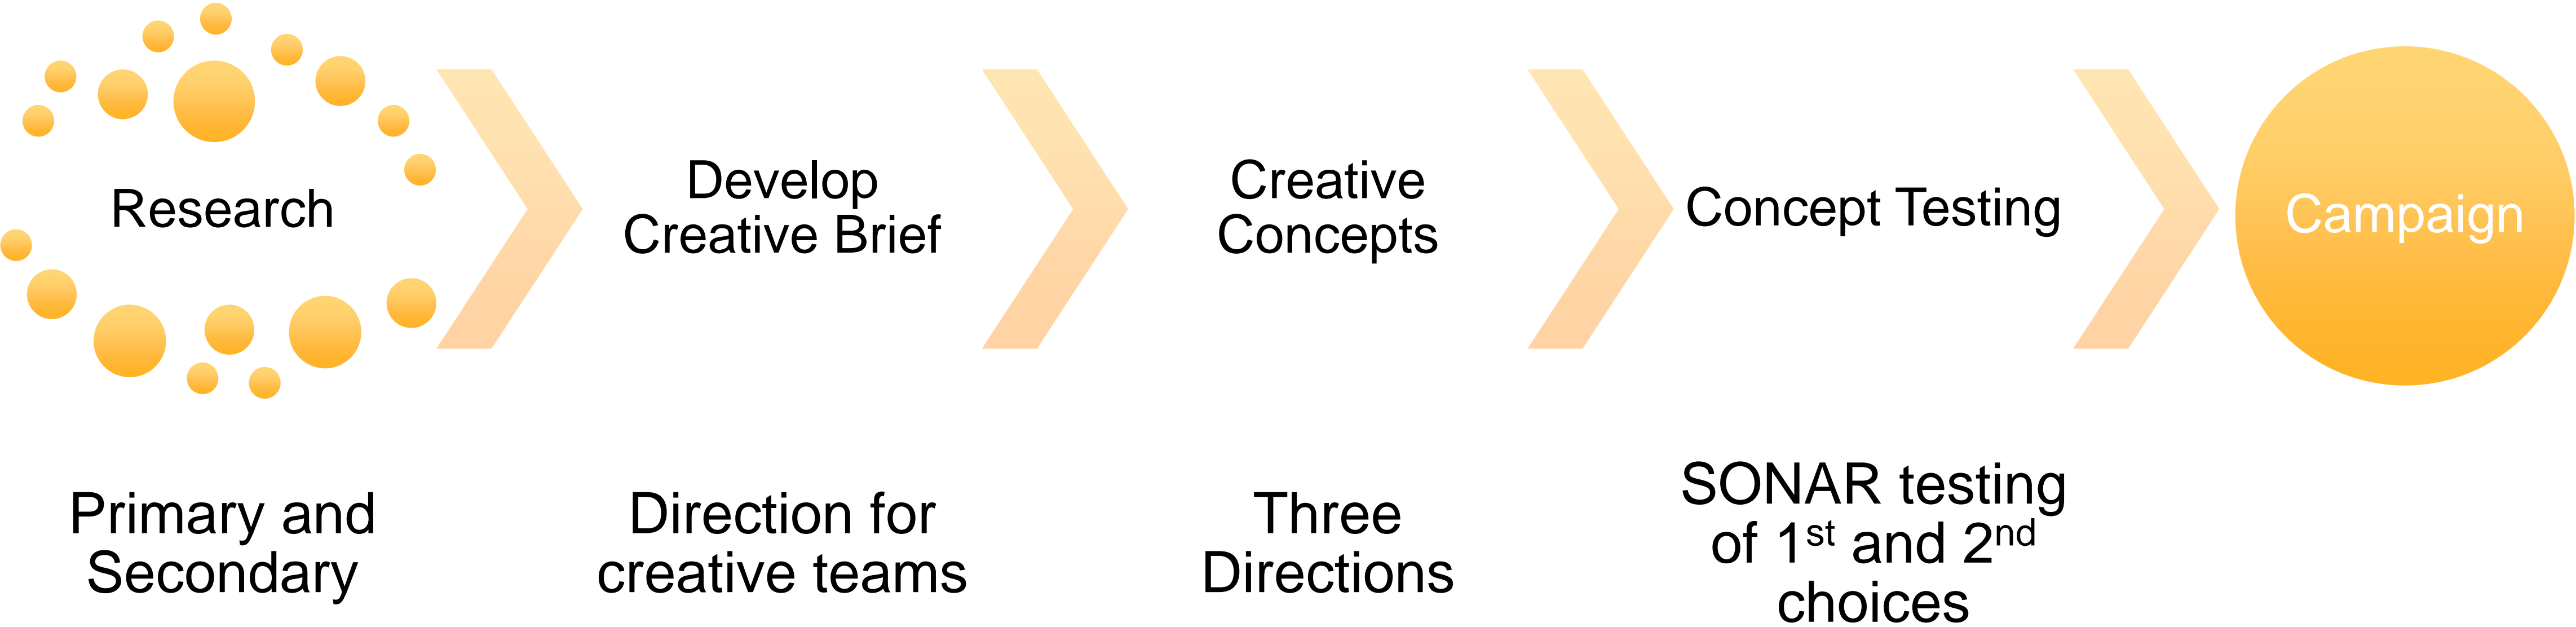 Research
Develop
Creative Brief
Creative
Concepts
Concept Testing
Campaign
Primary and
Secondary
Direction for
creative teams
Three
Directions
SONAR testing
of 1st and 2nd
choices